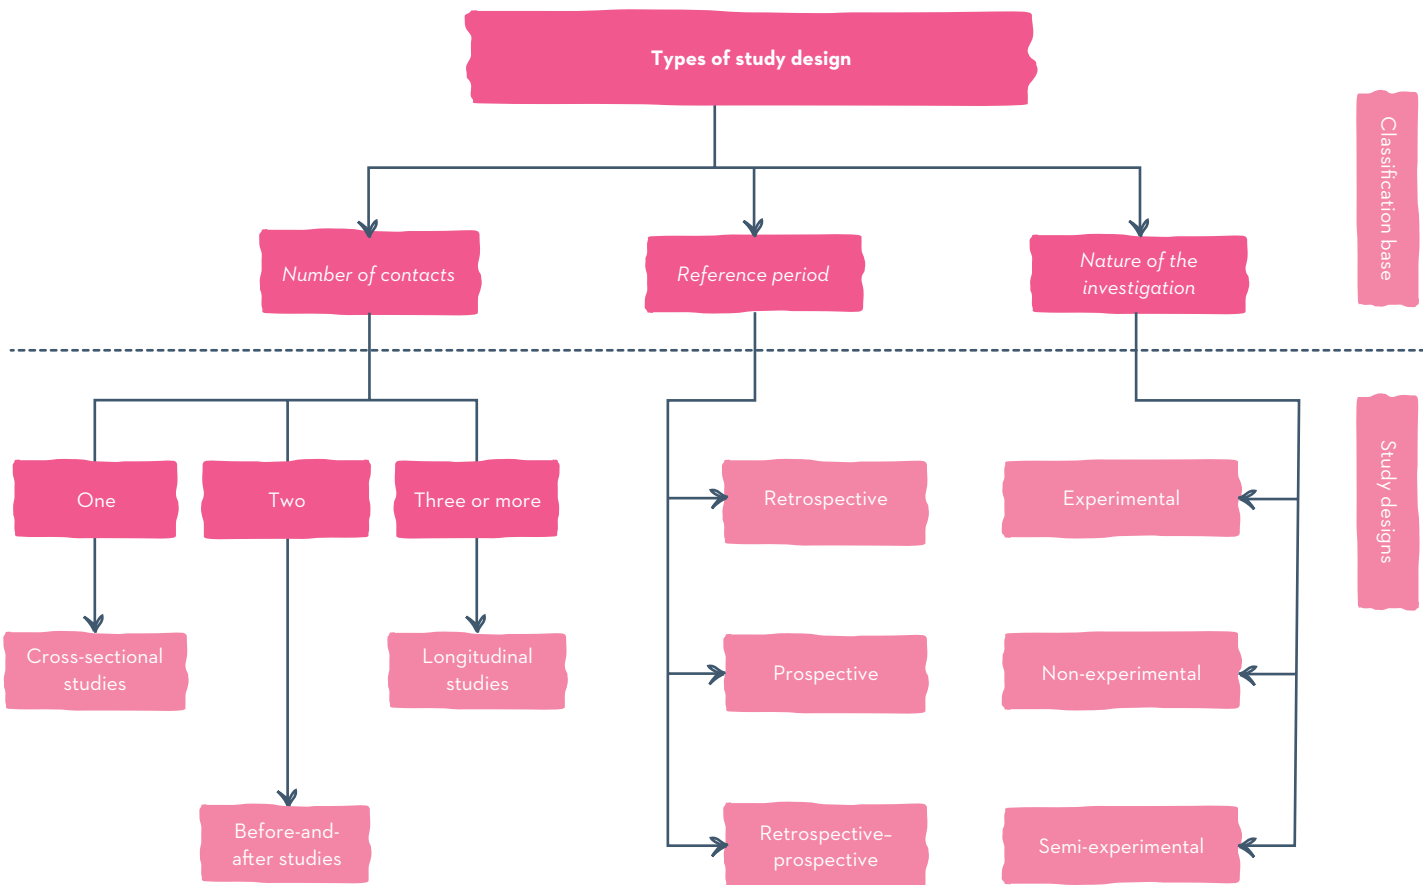 Types of study design
Classification base
Number of contacts
Reference period
Nature of the
investigation
Study designs
One
Two
Three or more
Retrospective
Experimental
Cross-sectional
studies
Longitudinal
studies
Prospective
Non-experimental
Before-and-
after studies
Retrospective–
prospective
Semi-experimental